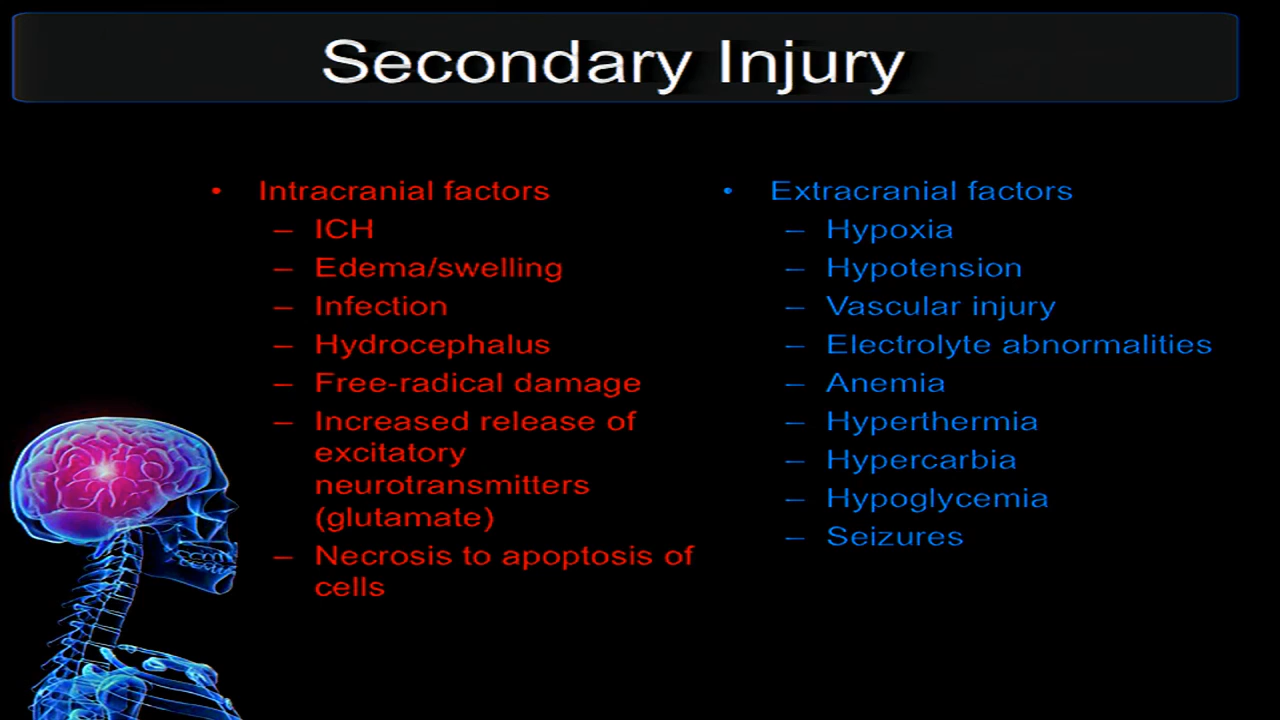 Secondary Injury
• Intracranial factors
– ICH
– Edema/swelling
– Infection
– Hydrocephalus
– Free-radical damage
– Increased release of
excitatory
neurotransmitters
(glutamate)
– Necrosis to apoptosis of
cells
• Extracranial factors
– Hypoxia
– Hypotension
– Vascular injury
– Electrolyte abnormalities
– Anemia
– Hyperthermia
– Hypercarbia
– Hypoglycemia
– Seizures